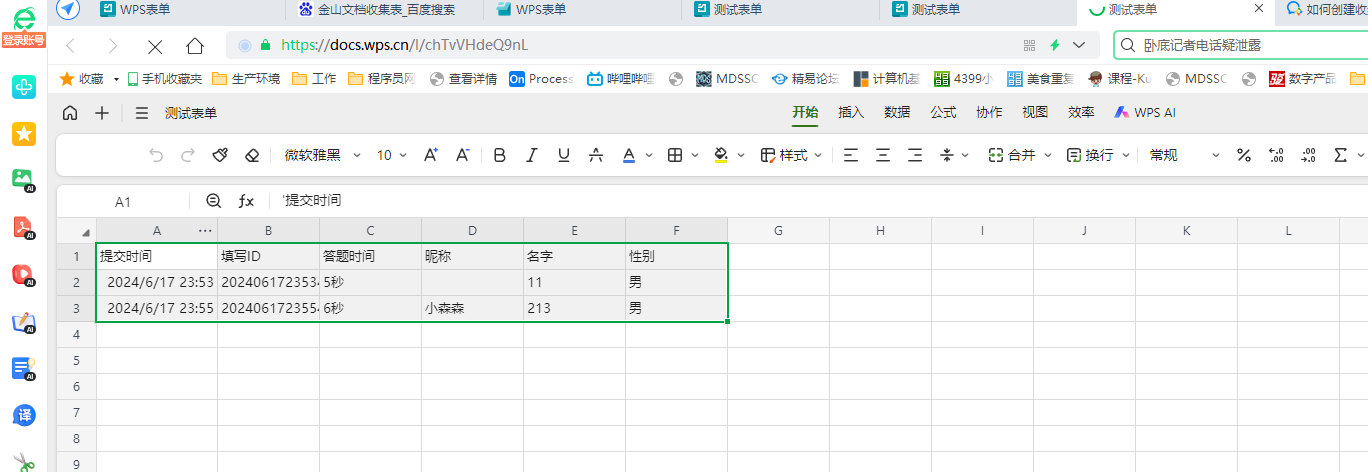 WPS表单 金山文档收集表_百度搜索 WPS表单 测试表单 测试表单 测试表单 如何创建收
登录账号
https://docs.wps.cn/l/chTvVHdeQ9nL 卧底记者电话疑泄露
收藏 手机收藏夹 生产环境 工作 程序员网 查看详情 On Process 哔哩哔哩 MDSSC 精易论坛 计算机基 4399小 美食重复 课程-Ku MDSSC 数字产品
测试表单 开始 插入 数据 公式 协作 视图 效率 WPS AI
微软雅黑 10 A+ A- B I U A A 样式 合并 换行 常规 % .00 .00 Σ
A1 fx '提交时间
A B C D E F G H I J K L
1 提交时间 填写ID 答题时间 昵称 名字 性别
2 2024/6/17 23:53 2024061723534 5秒 11 男
3 2024/6/17 23:55 2024061723554 6秒 小森森 213 男
4
5
6
7
8
9
AI
AI
AI
AI
AI
译